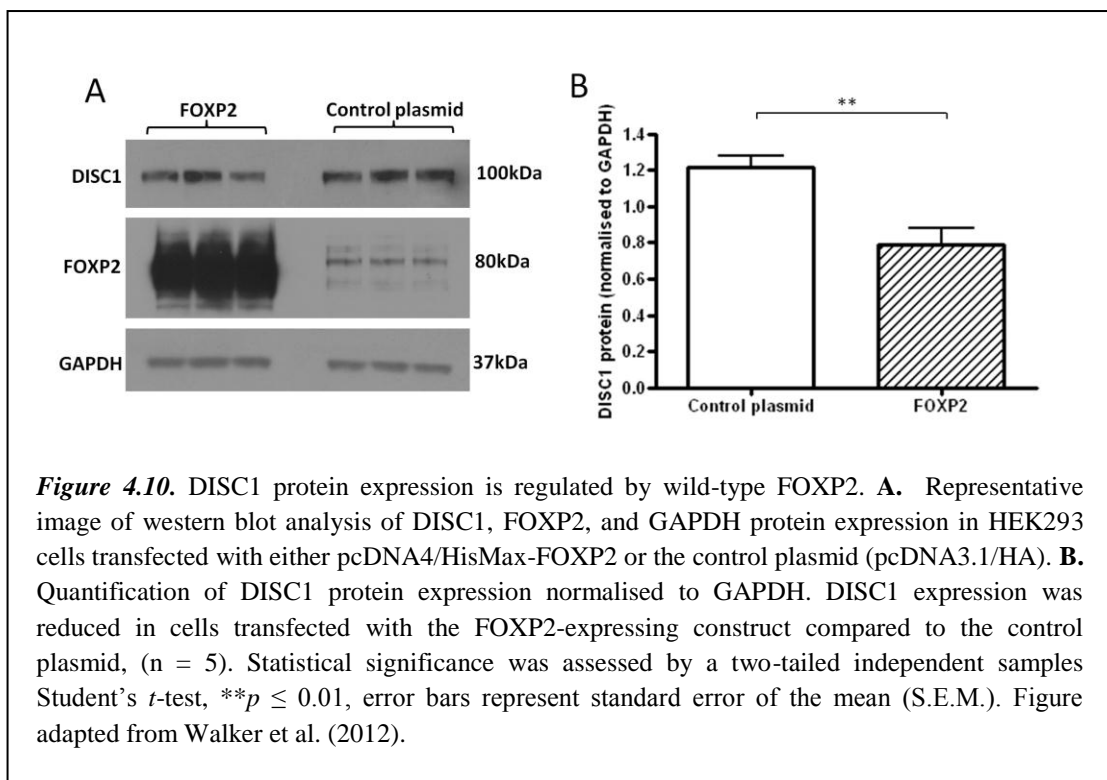 A
B
FOXP2
Control plasmid
DISC1
100kDa
FOXP2
80kDa
GAPDH
37kDa
**
DISC1 protein (normalised to GAPDH)
1.4
1.2
1.0
0.8
0.6
0.4
0.2
0.0
Control plasmid
FOXP2
Figure 4.10. DISC1 protein expression is regulated by wild-type FOXP2. A. Representative
image of western blot analysis of DISC1, FOXP2, and GAPDH protein expression in HEK293
cells transfected with either pcDNA4/HisMax-FOXP2 or the control plasmid (pcDNA3.1/HA). B.
Quantification of DISC1 protein expression normalised to GAPDH. DISC1 expression was
reduced in cells transfected with the FOXP2-expressing construct compared to the control
plasmid, (n = 5). Statistical significance was assessed by a two-tailed independent samples
Student’s t-test, **p ≤ 0.01, error bars represent standard error of the mean (S.E.M.). Figure
adapted from Walker et al. (2012).